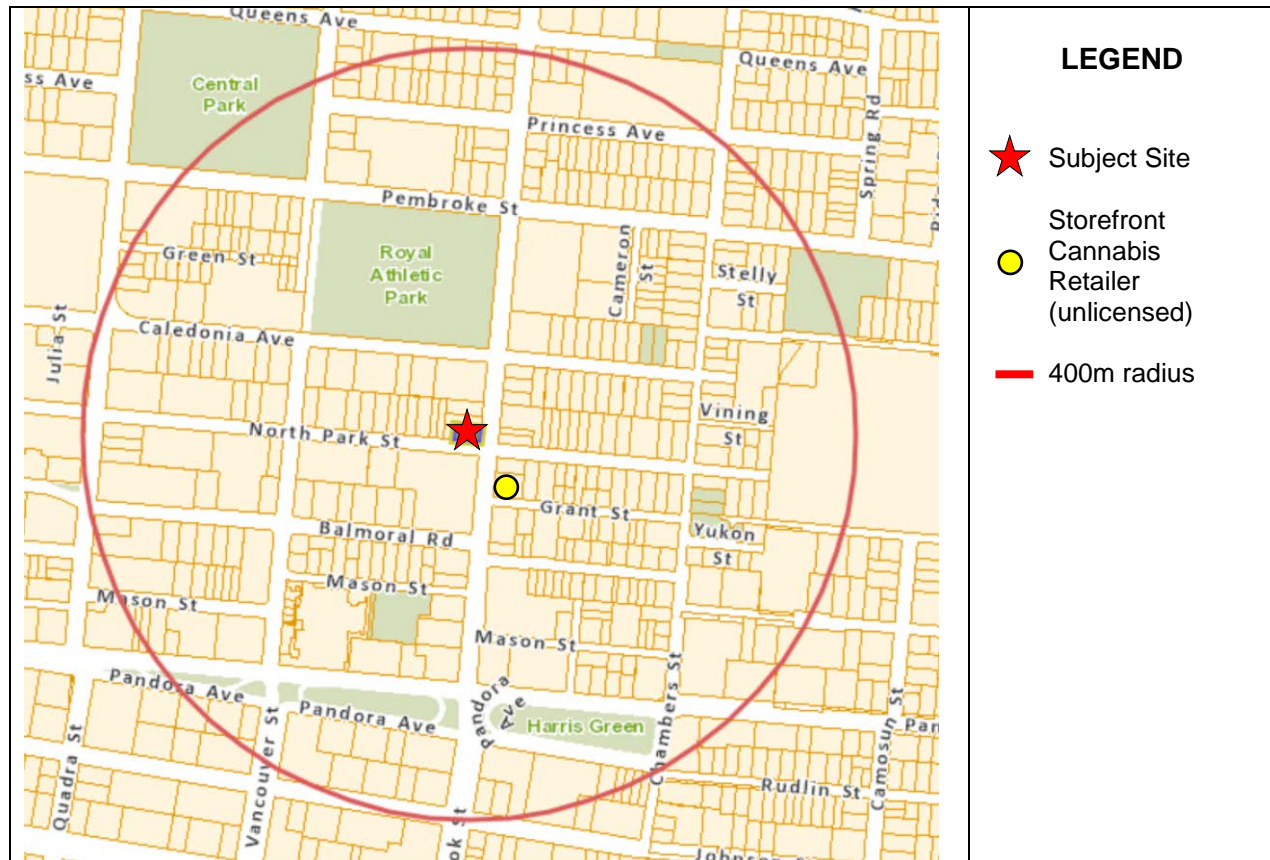 Queens Ave
Queens Ave
ss Ave
Central
Park
Princess Ave
Spring Rd
Pembroke St
Green St
Royal
Athletic
Park
Cameron
St
Stelly
St
Julia St
Caledonia Ave
Vining
St
North Park St
Grant St
Balmoral Rd
Yukon
St
Mason St
Mason St
Mason St
Pandora Ave
Pandora Ave
Pandora
Ave
Harris Green
Pan
Chambers St
Camosun St
Quadra St
Vancouver St
Rudlin St
ok St
LEGEND
Subject Site
Storefront
Cannabis
Retailer
(unlicensed)
400m radius